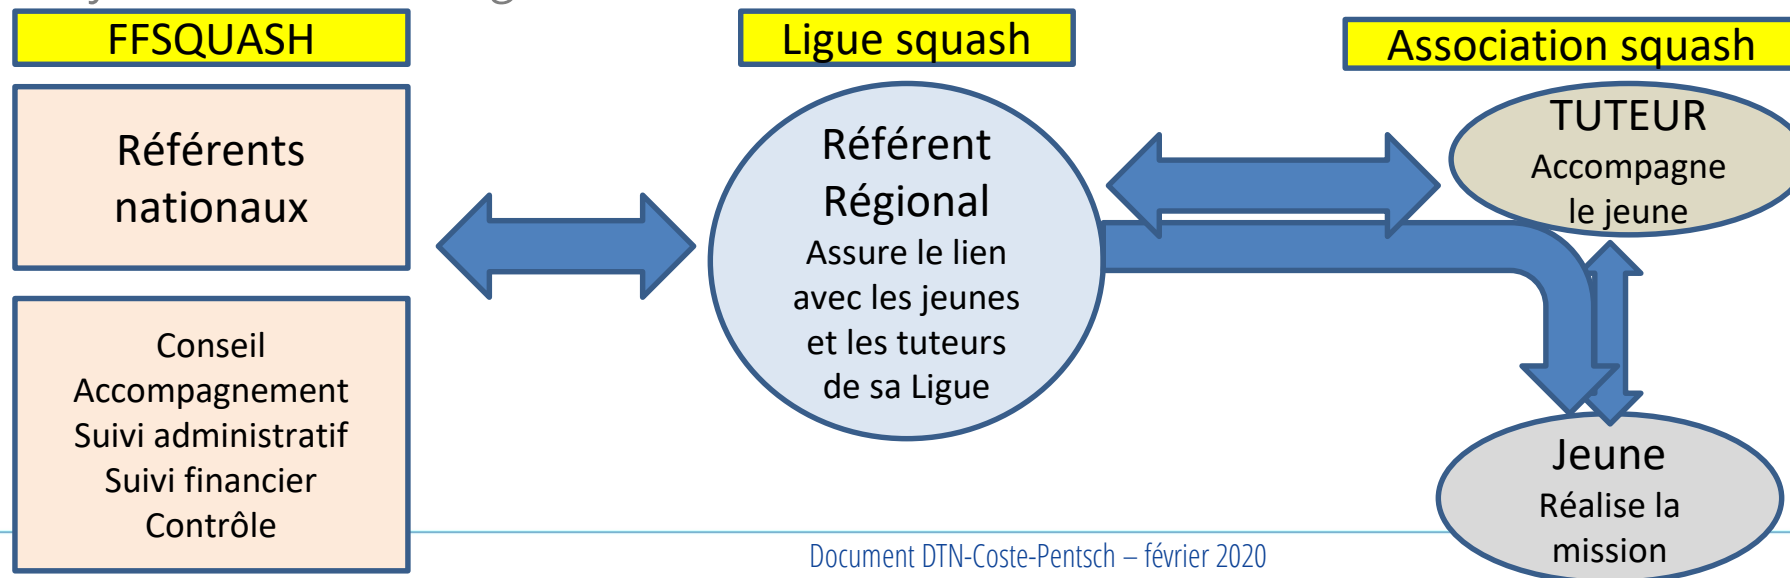 FFSQUASH
Référents
nationaux
Conseil
Accompagnement
Suivi administratif
Suivi financier
Contrôle
Ligue squash
Référent
Régional
Assure le lien
avec les jeunes
et les tuteurs
de sa Ligue
Association squash
TUTEUR
Accompagne
le jeune
Jeune
Réalise la
mission
Document DTN-Coste-Pentsch – février 2020